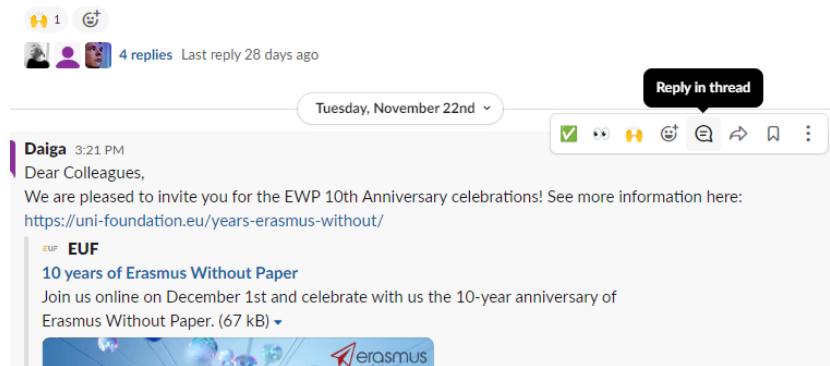 1
4 replies Last reply 28 days ago
Reply in thread
Tuesday, November 22nd
Daiga 3:21 PM
Dear Colleagues,
We are pleased to invite you for the EWP 10th Anniversary celebrations! See more information here:
https://uni-foundation.eu/years-erasmus-without/
EUF EUF
10 years of Erasmus Without Paper
Join us online on December 1st and celebrate with us the 10-year anniversary of
Erasmus Without Paper. (67 kB)
erasmus